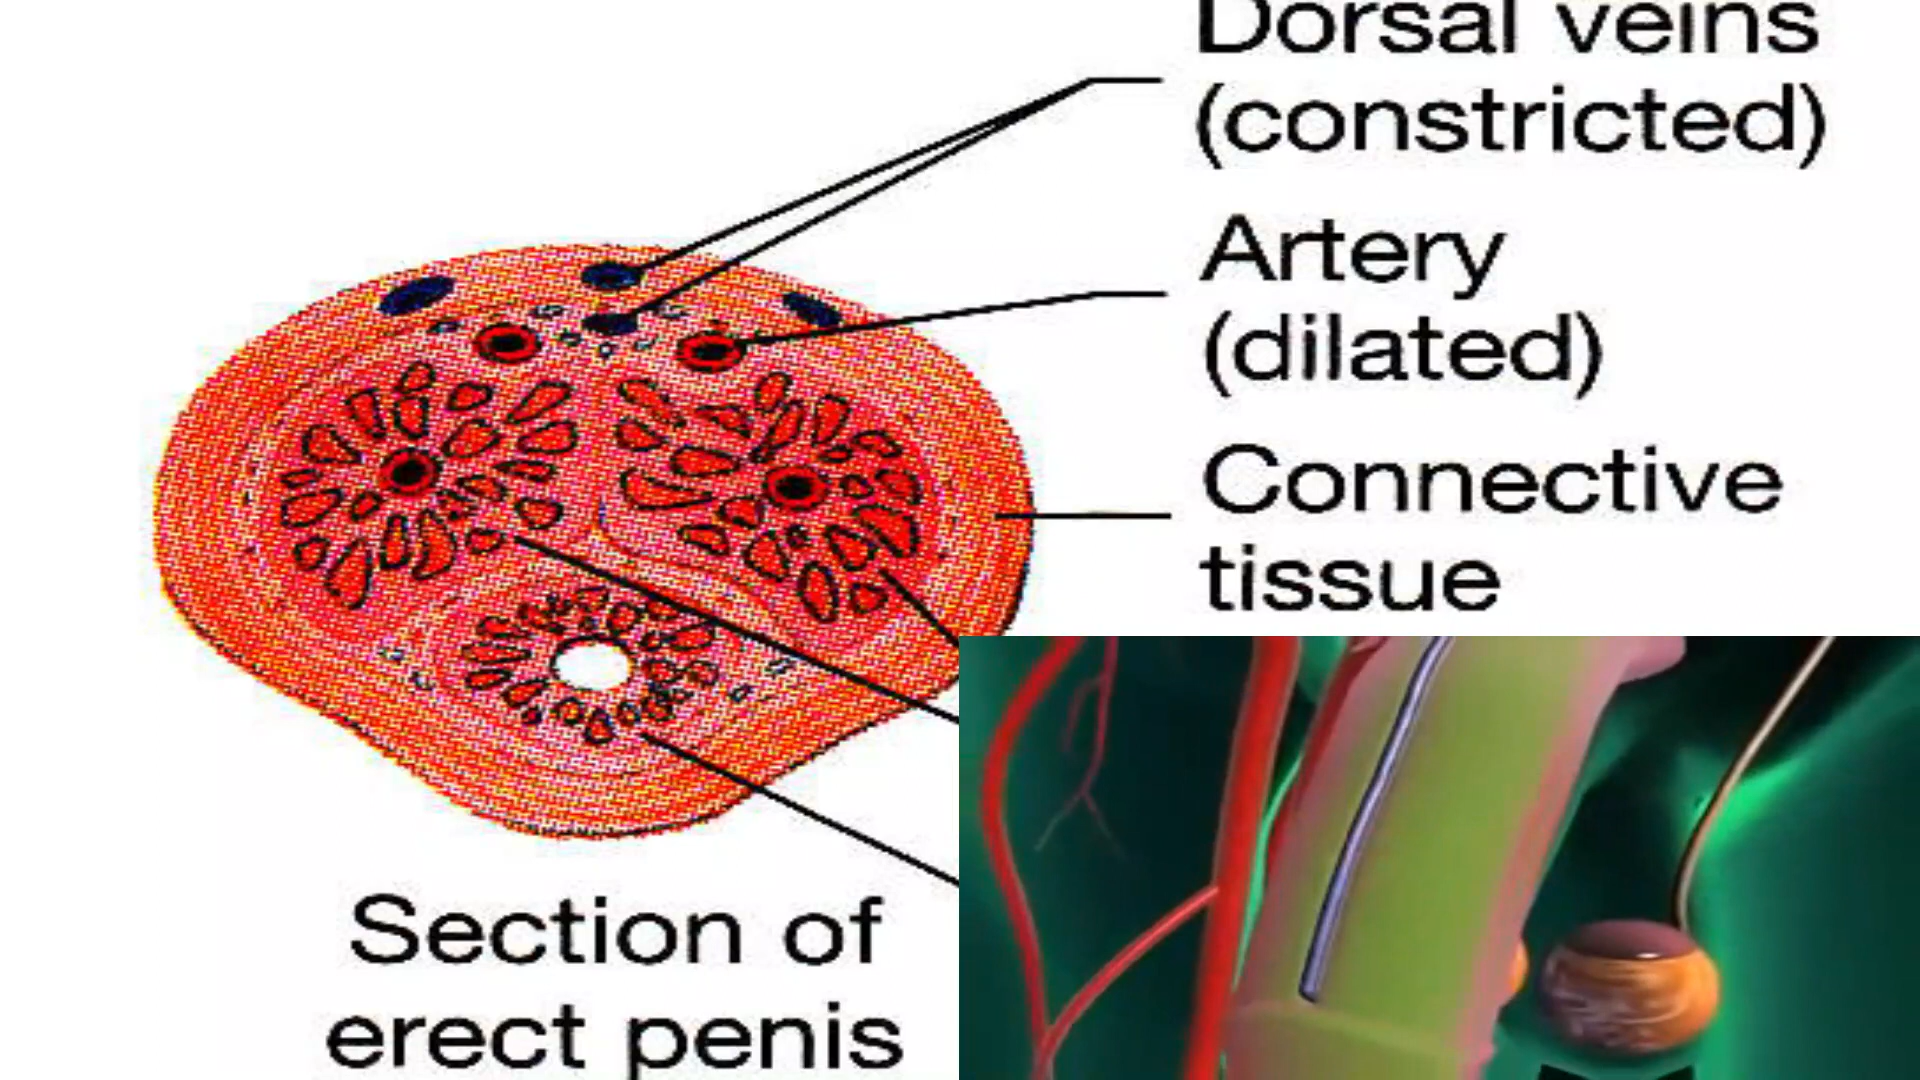 Dorsal veins
(constricted)
Artery
(dilated)
Connective
tissue
Section of
erect penis